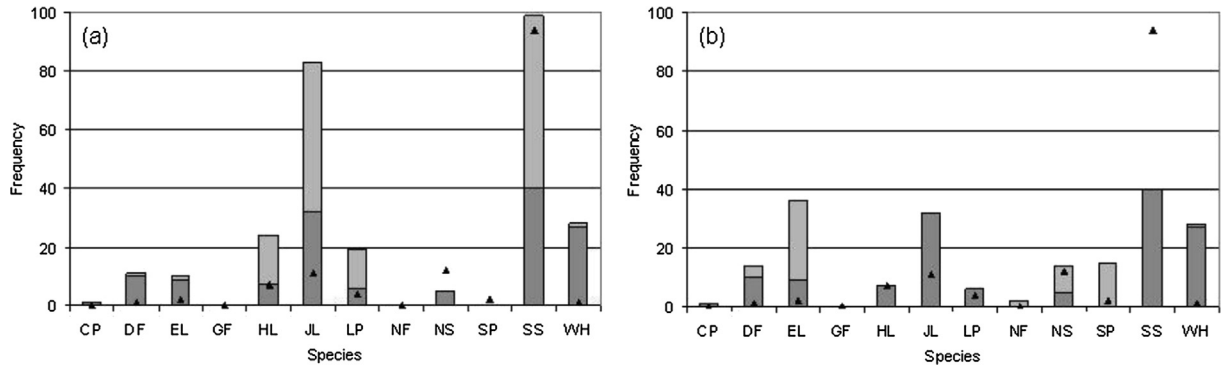 (a)
Frequency
100
80
60
40
20
0
CP DF EL GF HL JL LP NF NS SP SS WH
Species
(b)
Frequency
100
80
60
40
20
0
CP DF EL GF HL JL LP NF NS SP SS WH
Species